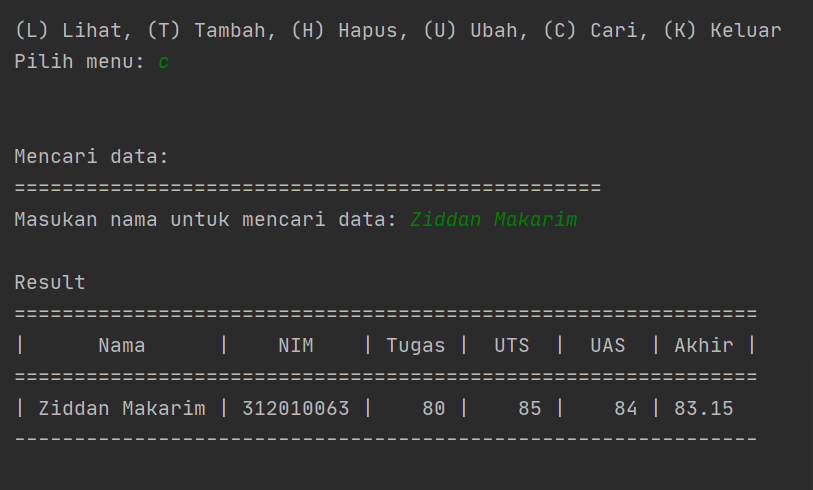 (L) Lihat, (T) Tambah, (H) Hapus, (U) Ubah, (C) Cari, (K) Keluar
Pilih menu: c
Mencari data:
=================================================
Masukan nama untuk mencari data: Ziddan Makarim
Result
==============================================================
|      Nama      |    NIM    | Tugas |  UTS  |  UAS  | Akhir |
==============================================================
| Ziddan Makarim | 312010063 |    80 |    85 |    84 | 83.15
--------------------------------------------------------------